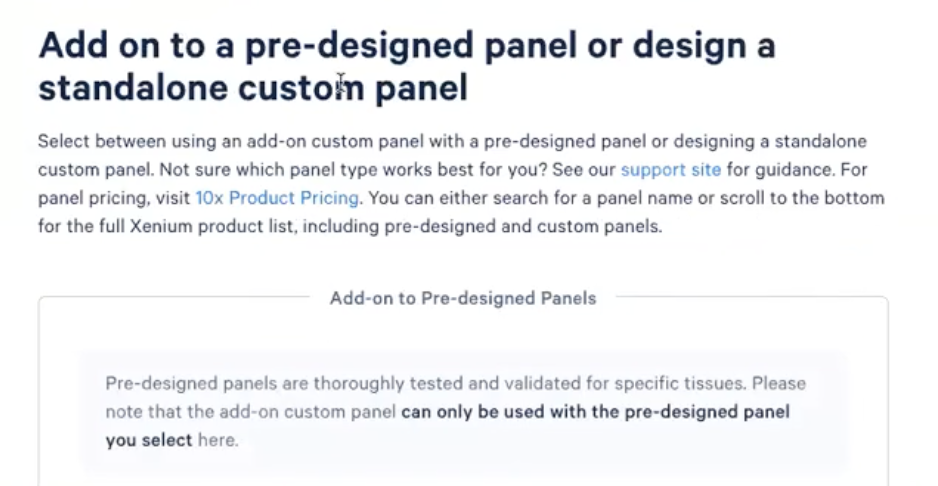 Add on to a pre-designed panel or design a
standalone custom panel
Select between using an add-on custom panel with a pre-designed panel or designing a standalone
custom panel. Not sure which panel type works best for you? See our support site for guidance. For
panel pricing, visit 10x Product Pricing. You can either search for a panel name or scroll to the bottom
for the full Xenium product list, including pre-designed and custom panels.
Add-on to Pre-designed Panels
Pre-designed panels are thoroughly tested and validated for specific tissues. Please
note that the add-on custom panel can only be used with the pre-designed panel
you select here.